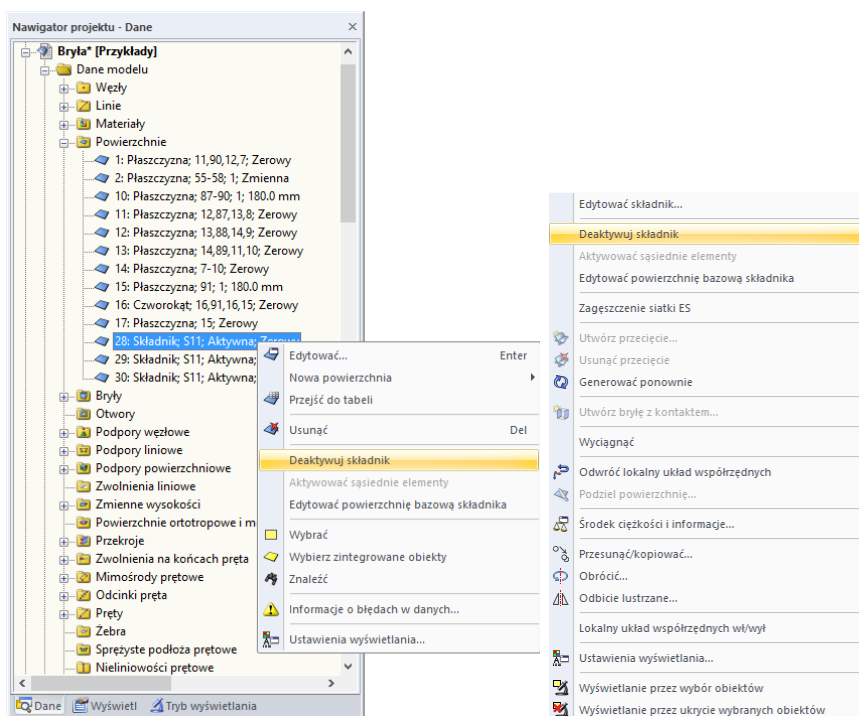 Nawigator projektu - Dane
Bryła* [Przykłady]
Dane modelu
Węzły
Linie
Materiały
Powierzchnie
1: Płaszczyzna; 11,90,12,7; Zerowy
2: Płaszczyzna; 55-58; 1; Zmienna
10: Płaszczyzna; 87-90; 1; 180.0 mm
11: Płaszczyzna; 12,87,13,8; Zerowy
12: Płaszczyzna; 13,88,14,9; Zerowy
13: Płaszczyzna; 14,89,11,10; Zerowy
14: Płaszczyzna; 7-10; Zerowy
15: Płaszczyzna; 91; 1; 180.0 mm
16: Czworokąt; 16,91,16,15; Zerowy
17: Płaszczyzna; 15; Zerowy
28: Składnik; S11; Aktywna; Zerowy
29: Składnik; S11; Aktywna;
30: Składnik; S11; Aktywna;
Bryły
Otwory
Podpory węzłowe
Podpory liniowe
Podpory powierzchniowe
Zwolnienia liniowe
Zmienne wysokości
Powierzchnie ortotropowe i m
Przekroje
Zwolnienia na końcach pręta
Mimośrody prętowe
Odcinki pręta
Pręty
Żebra
Sprężyste podłoża prętowe
Nieliniowości prętowe
Dane
Wyświetl
Tryb wyświetlania
Edytować... Enter
Nowa powierzchnia
Przejść do tabeli
Usunąć Del
Deaktywuj składnik
Aktywować sąsiednie elementy
Edytować powierzchnię bazową składnika
Wybrać
Wybierz zintegrowane obiekty
Znaleźć
Informacje o błędach w danych...
Ustawienia wyświetlania...
Edytować składnik...
Deaktywuj składnik
Aktywować sąsiednie elementy
Edytować powierzchnię bazową składnika
Zagęszczenie siatki ES
Utwórz przecięcie...
Usunąć przecięcie
Generować ponownie
Utwórz bryłę z kontaktem...
Wyciągnąć
Odwróć lokalny układ współrzędnych
Podziel powierzchnię...
Środek ciężkości i informacje...
Przesunąć/kopiować...
Obrócić...
Odbicie lustrzane...
Lokalny układ współrzędnych wł/wył
Ustawienia wyświetlania...
Wyświetlanie przez wybór obiektów
Wyświetlanie przez ukrycie wybranych obiektów